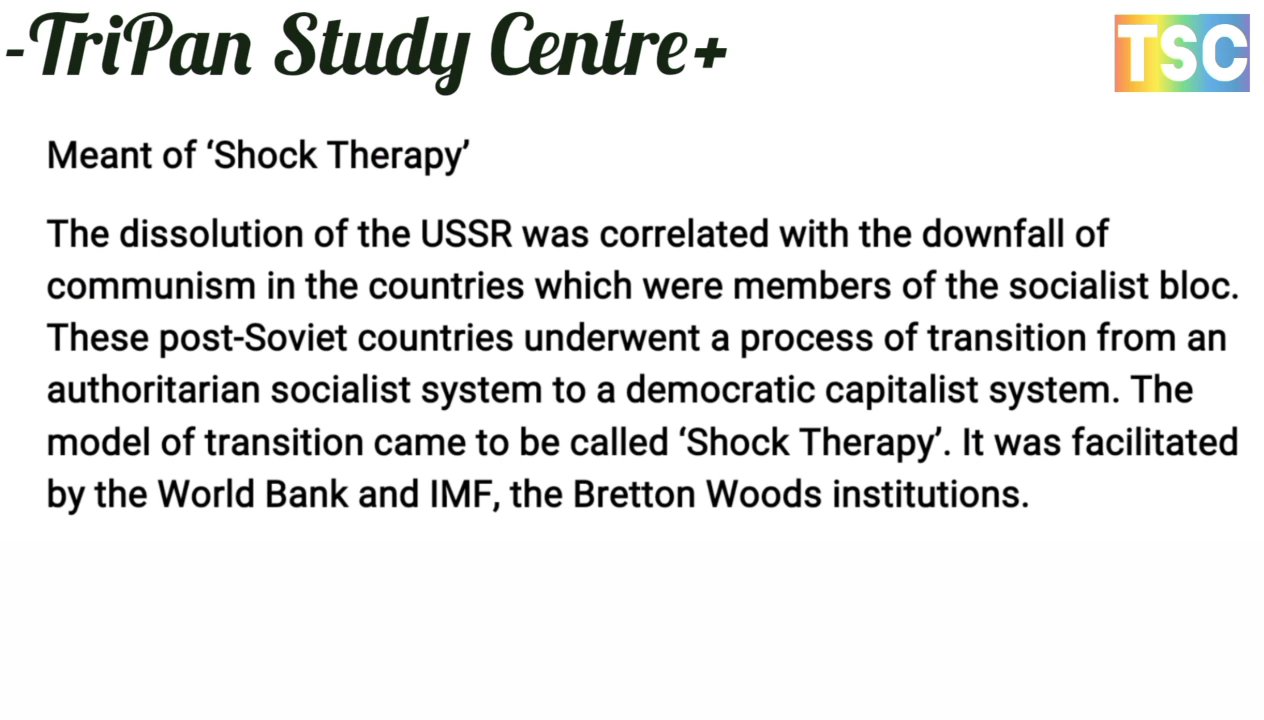 -TriPan Study Centre+
TSC
Meant of ‘Shock Therapy’
The dissolution of the USSR was correlated with the downfall of
communism in the countries which were members of the socialist bloc.
These post-Soviet countries underwent a process of transition from an
authoritarian socialist system to a democratic capitalist system. The
model of transition came to be called ‘Shock Therapy’. It was facilitated
by the World Bank and IMF, the Bretton Woods institutions.